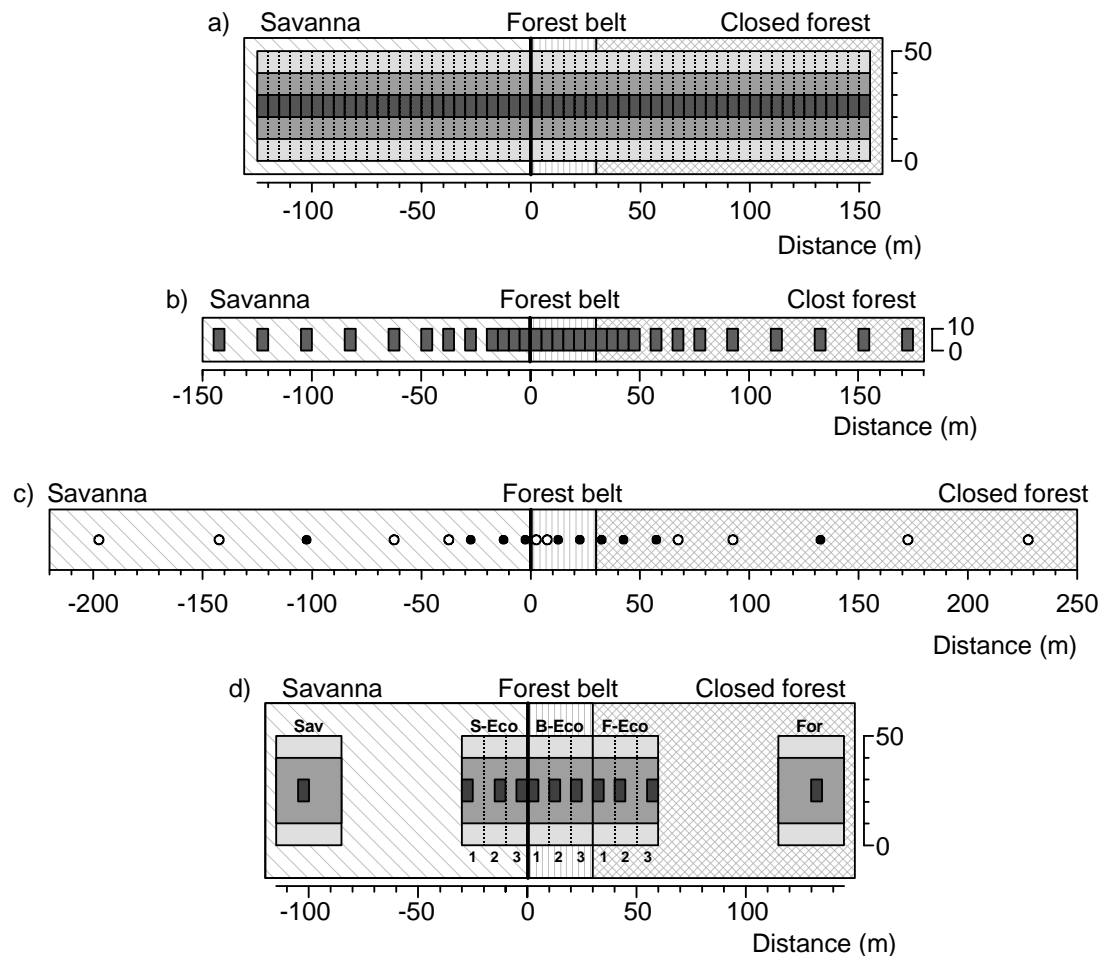 a) Savanna Forest belt Closed forest
50
0
-100 -50 0 50 100 150
Distance (m)
b) Savanna Forest belt Clost forest
10
0
-150 -100 -50 0 50 100 150
Distance (m)
c) Savanna Forest belt Closed forest
-200 -150 -100 -50 0 50 100 150 200 250
Distance (m)
d) Savanna Forest belt Closed forest
Sav S-Eco B-Eco F-Eco For
50
0
1 2 3 1 2 3 1 2 3
-100 -50 0 50 100
Distance (m)